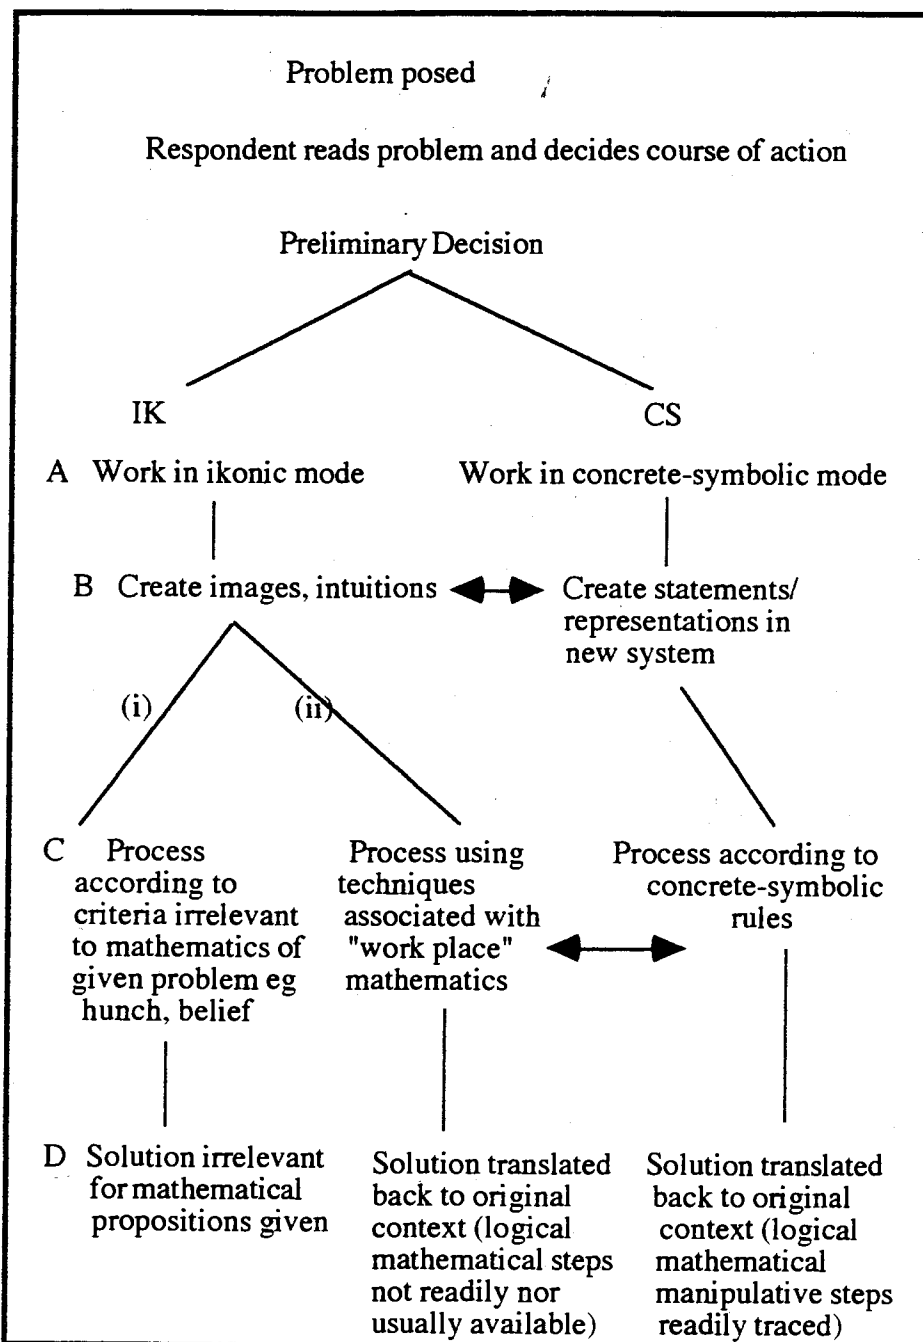 Problem posed
Respondent reads problem and decides course of action
Preliminary Decision
IK
CS
A Work in ikonic mode
Work in concrete-symbolic mode
B Create images, intuitions
Create statements/
representations in
new system
(i)
(ii)
C Process
according to
criteria irrelevant
to mathematics of
given problem eg
hunch, belief
Process using
techniques
associated with
"work place"
mathematics
Process according to
concrete-symbolic
rules
D Solution irrelevant
for mathematical
propositions given
Solution translated
back to original
context (logical
mathematical steps
not readily nor
usually available)
Solution translated
back to original
context (logical
mathematical
manipulative steps
readily traced)